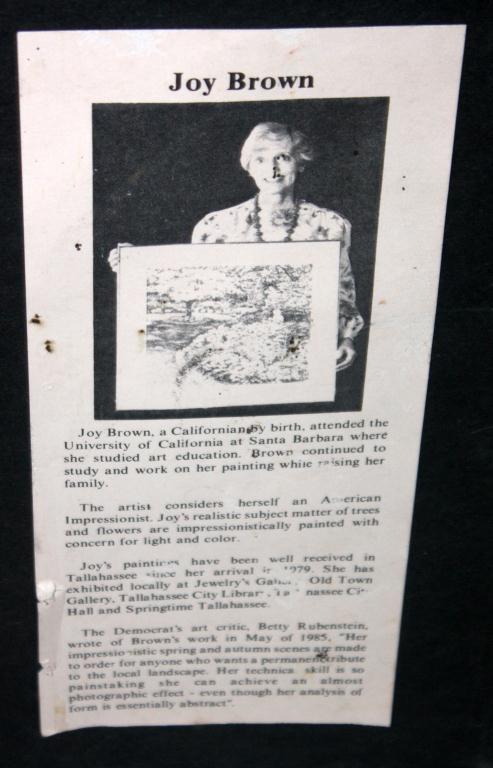 Joy Brown
Joy Brown, a Californian by birth, attended the
University of California at Santa Barbara where
she studied art education. Brown continued to
study and work on her painting while raising her
family.
The artist considers herself an American
Impressionist. Joy's realistic subject matter of trees
and flowers are impressionistically painted with
concern for light and color.
Joy's paintings have been well received in
Tallahassee since her arrival in 1979. She has
exhibited locally at Jewelry's Old Town
Gallery, Tallahassee City Library, Tallahassee City
Hall and Springtime Tallahassee.
The Democrat's art critic, Betty Rubenstein,
wrote of Brown's work in May of 1985, "Her
impressionistic spring and autumn scenes are made
to order for anyone who wants a permanent tribute
to the local landscape. Her technical skill is so
painstaking she can achieve an almost
photographic effect - even though her analysis of
form is essentially abstract".